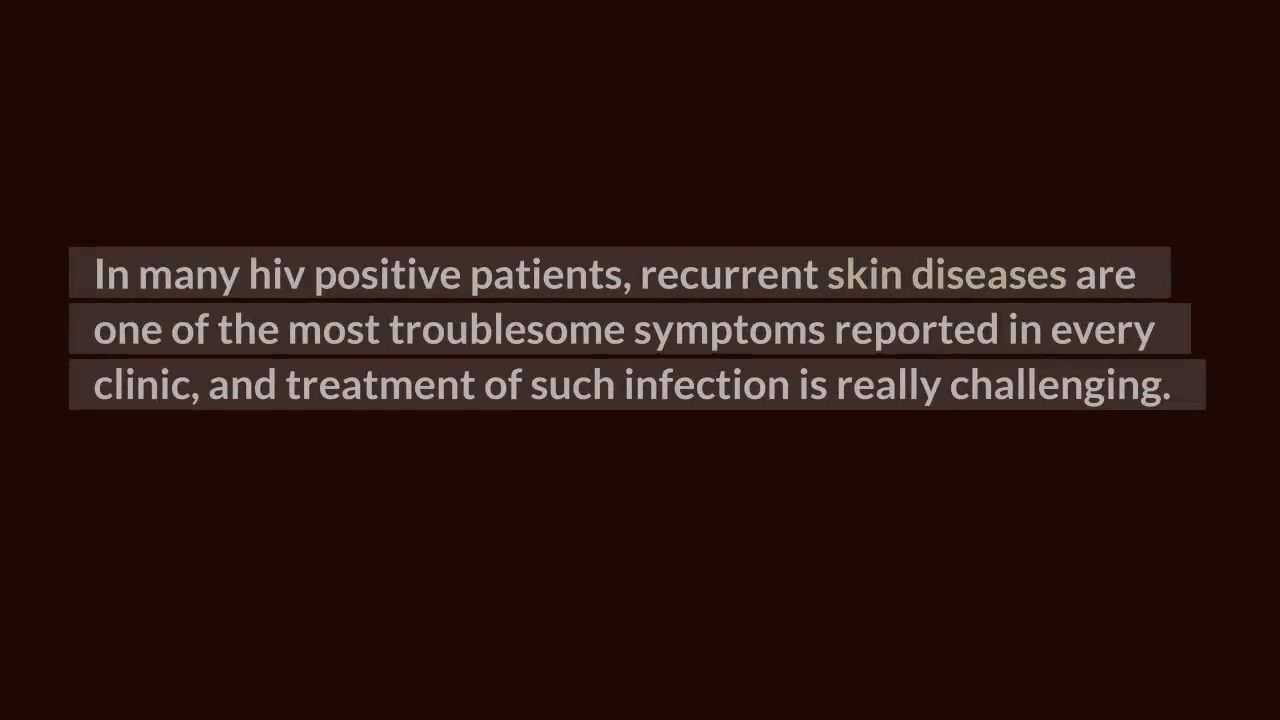 In many hiv positive patients, recurrent skin diseases are
one of the most troublesome symptoms reported in every
clinic, and treatment of such infection is really challenging.